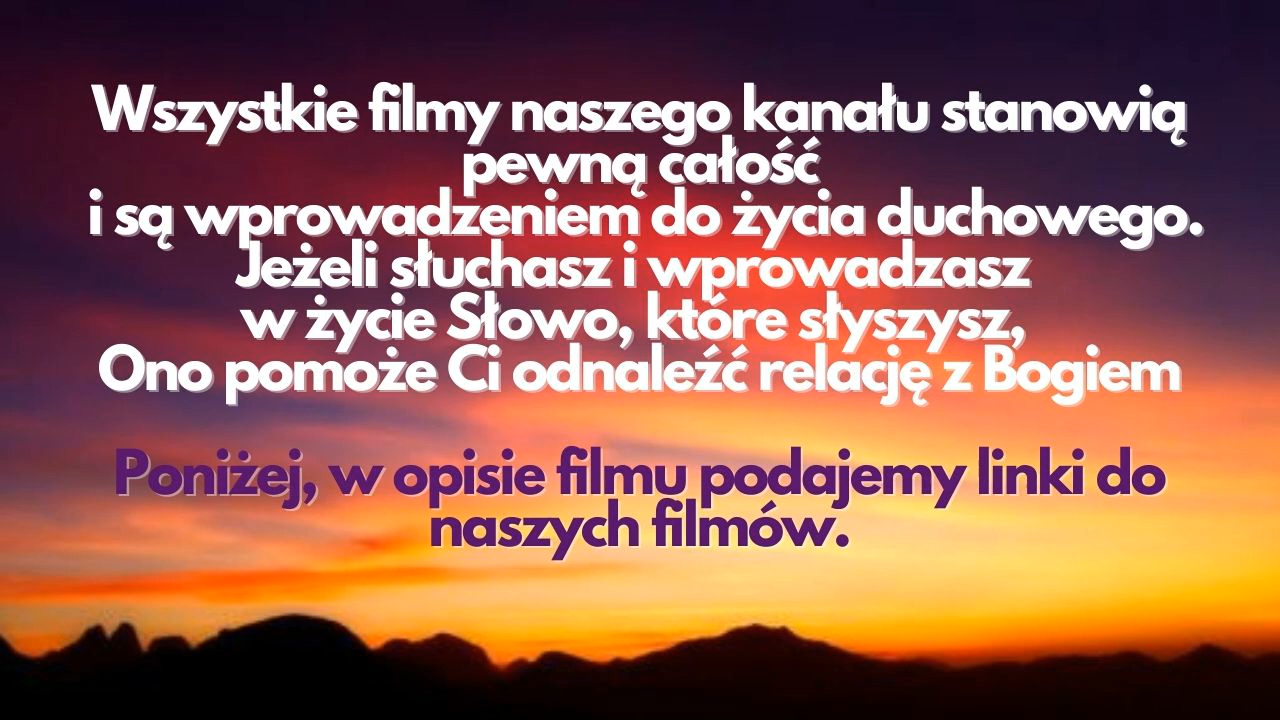 Wszystkie filmy naszego kanału stanowią
pewną całość
i są wprowadzeniem do życia duchowego.
Jeżeli słuchasz i wprowadzasz
w życie Słowo, które słyszysz,
Ono pomoże Ci odnaleźć relację z Bogiem
Poniżej, w opisie filmu podajemy linki do
naszych filmów.